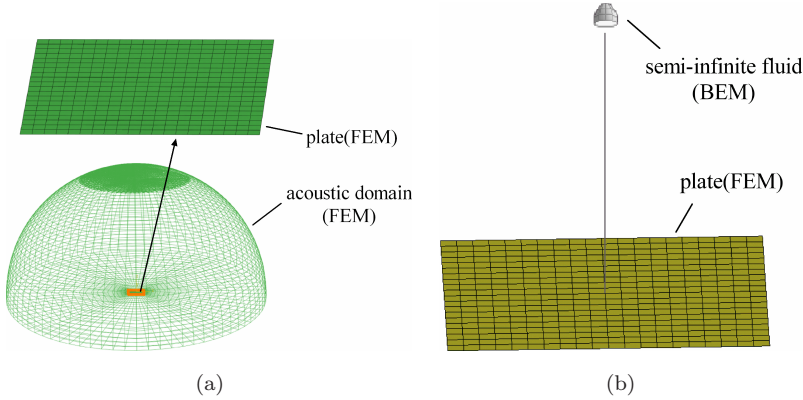 plate(FEM)
acoustic domain
(FEM)
(a)
semi-infinite fluid
(BEM)
plate(FEM)
(b)